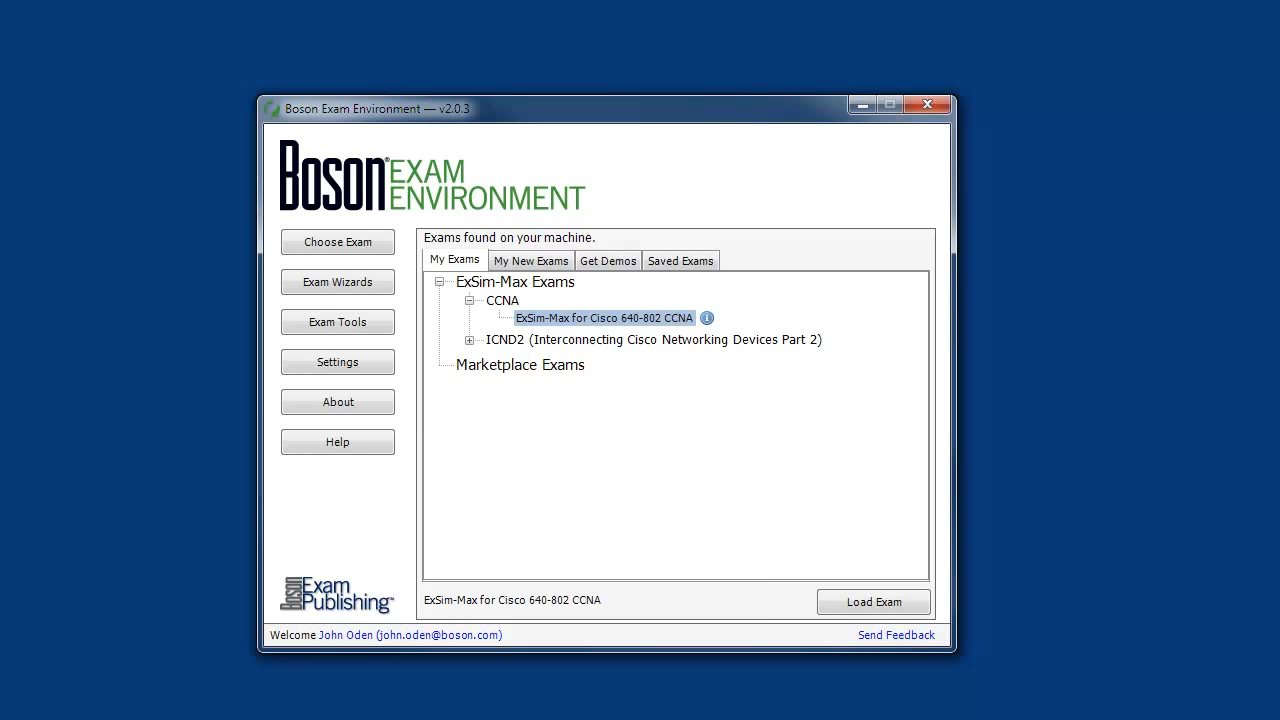 Boson Exam Environment — v2.0.3
BOSON® EXAM
ENVIRONMENT
Choose Exam
Exam Wizards
Exam Tools
Settings
About
Help
Exams found on your machine.
My Exams My New Exams Get Demos Saved Exams
ExSim-Max Exams
CCNA
ExSim-Max for Cisco 640-802 CCNA
ICND2 (Interconnecting Cisco Networking Devices Part 2)
Marketplace Exams
BOSON Exam
Publishing™
ExSim-Max for Cisco 640-802 CCNA
Load Exam
Welcome John Oden (john.oden@boson.com)
Send Feedback